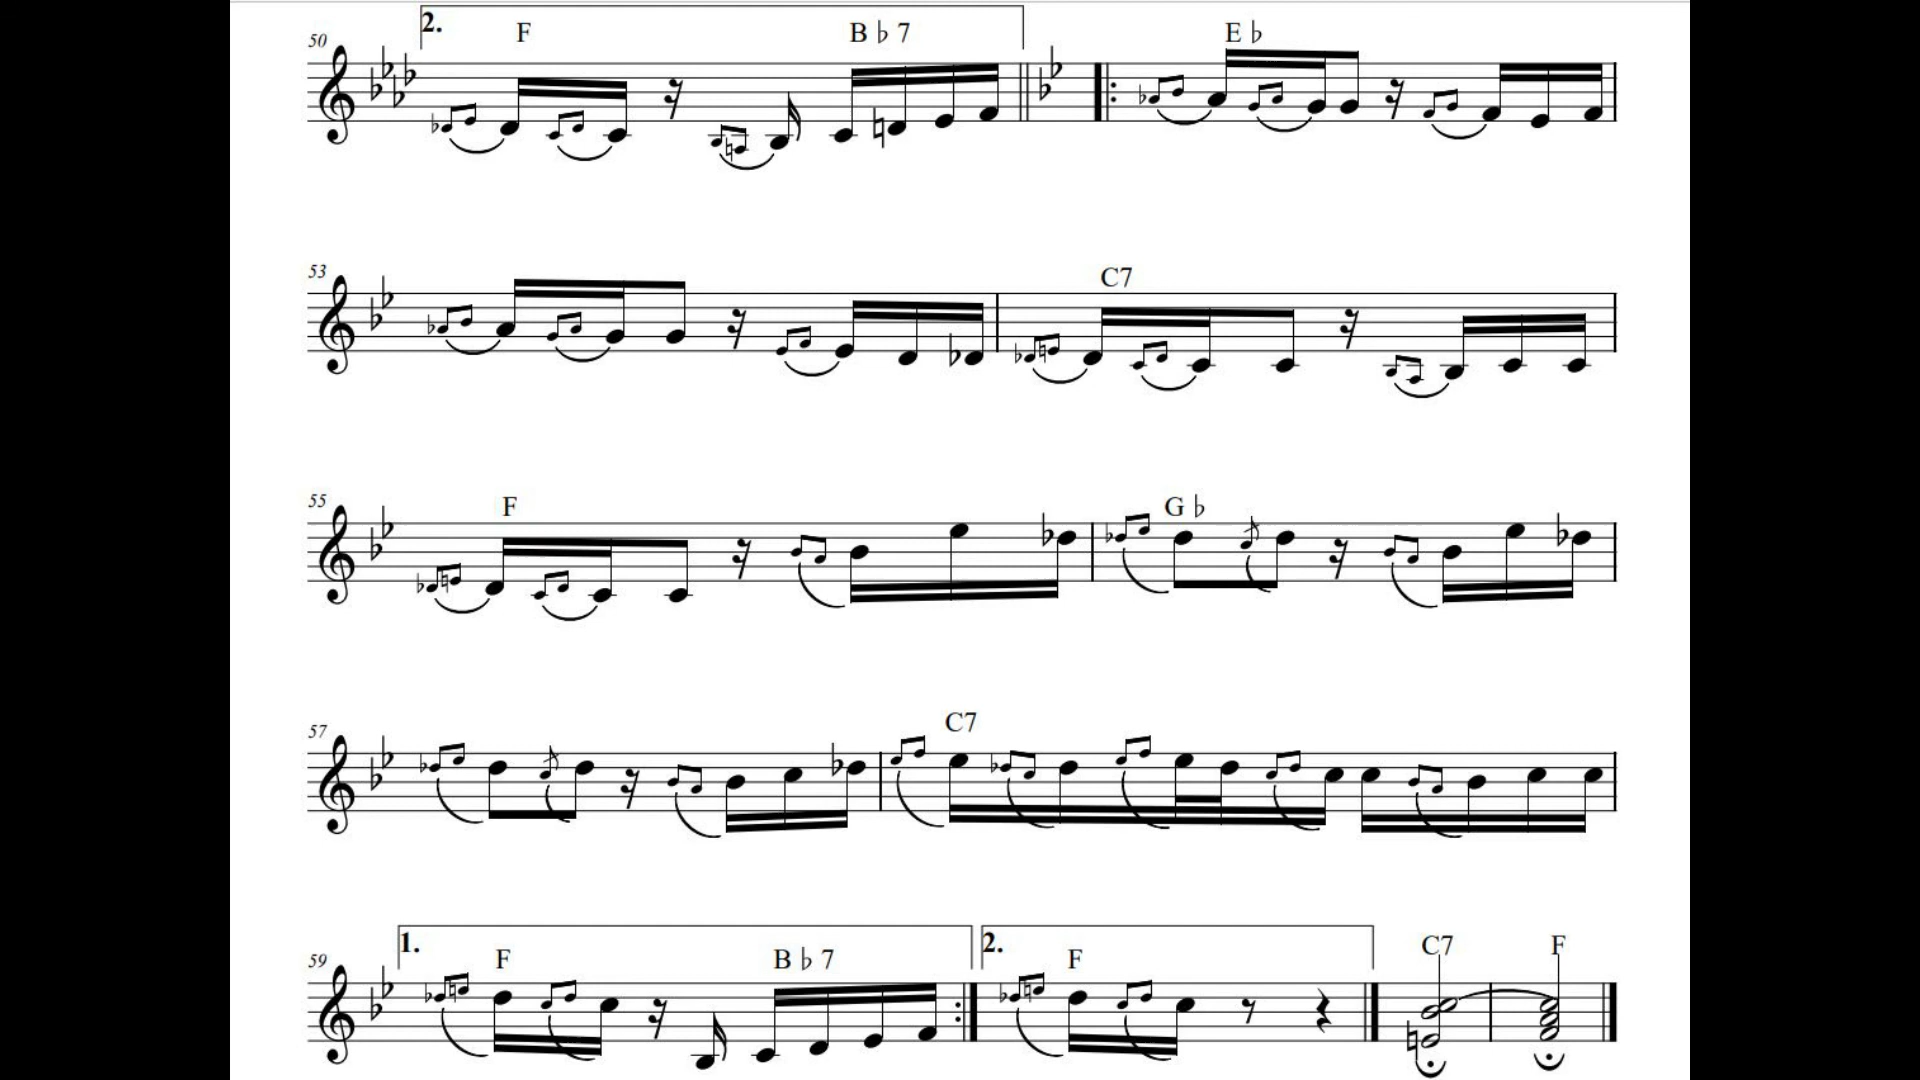 2.
50 F B♭7 E♭
53 C7
55 F G♭
57 C7
1. 2.
59 F B♭7 F C7 F